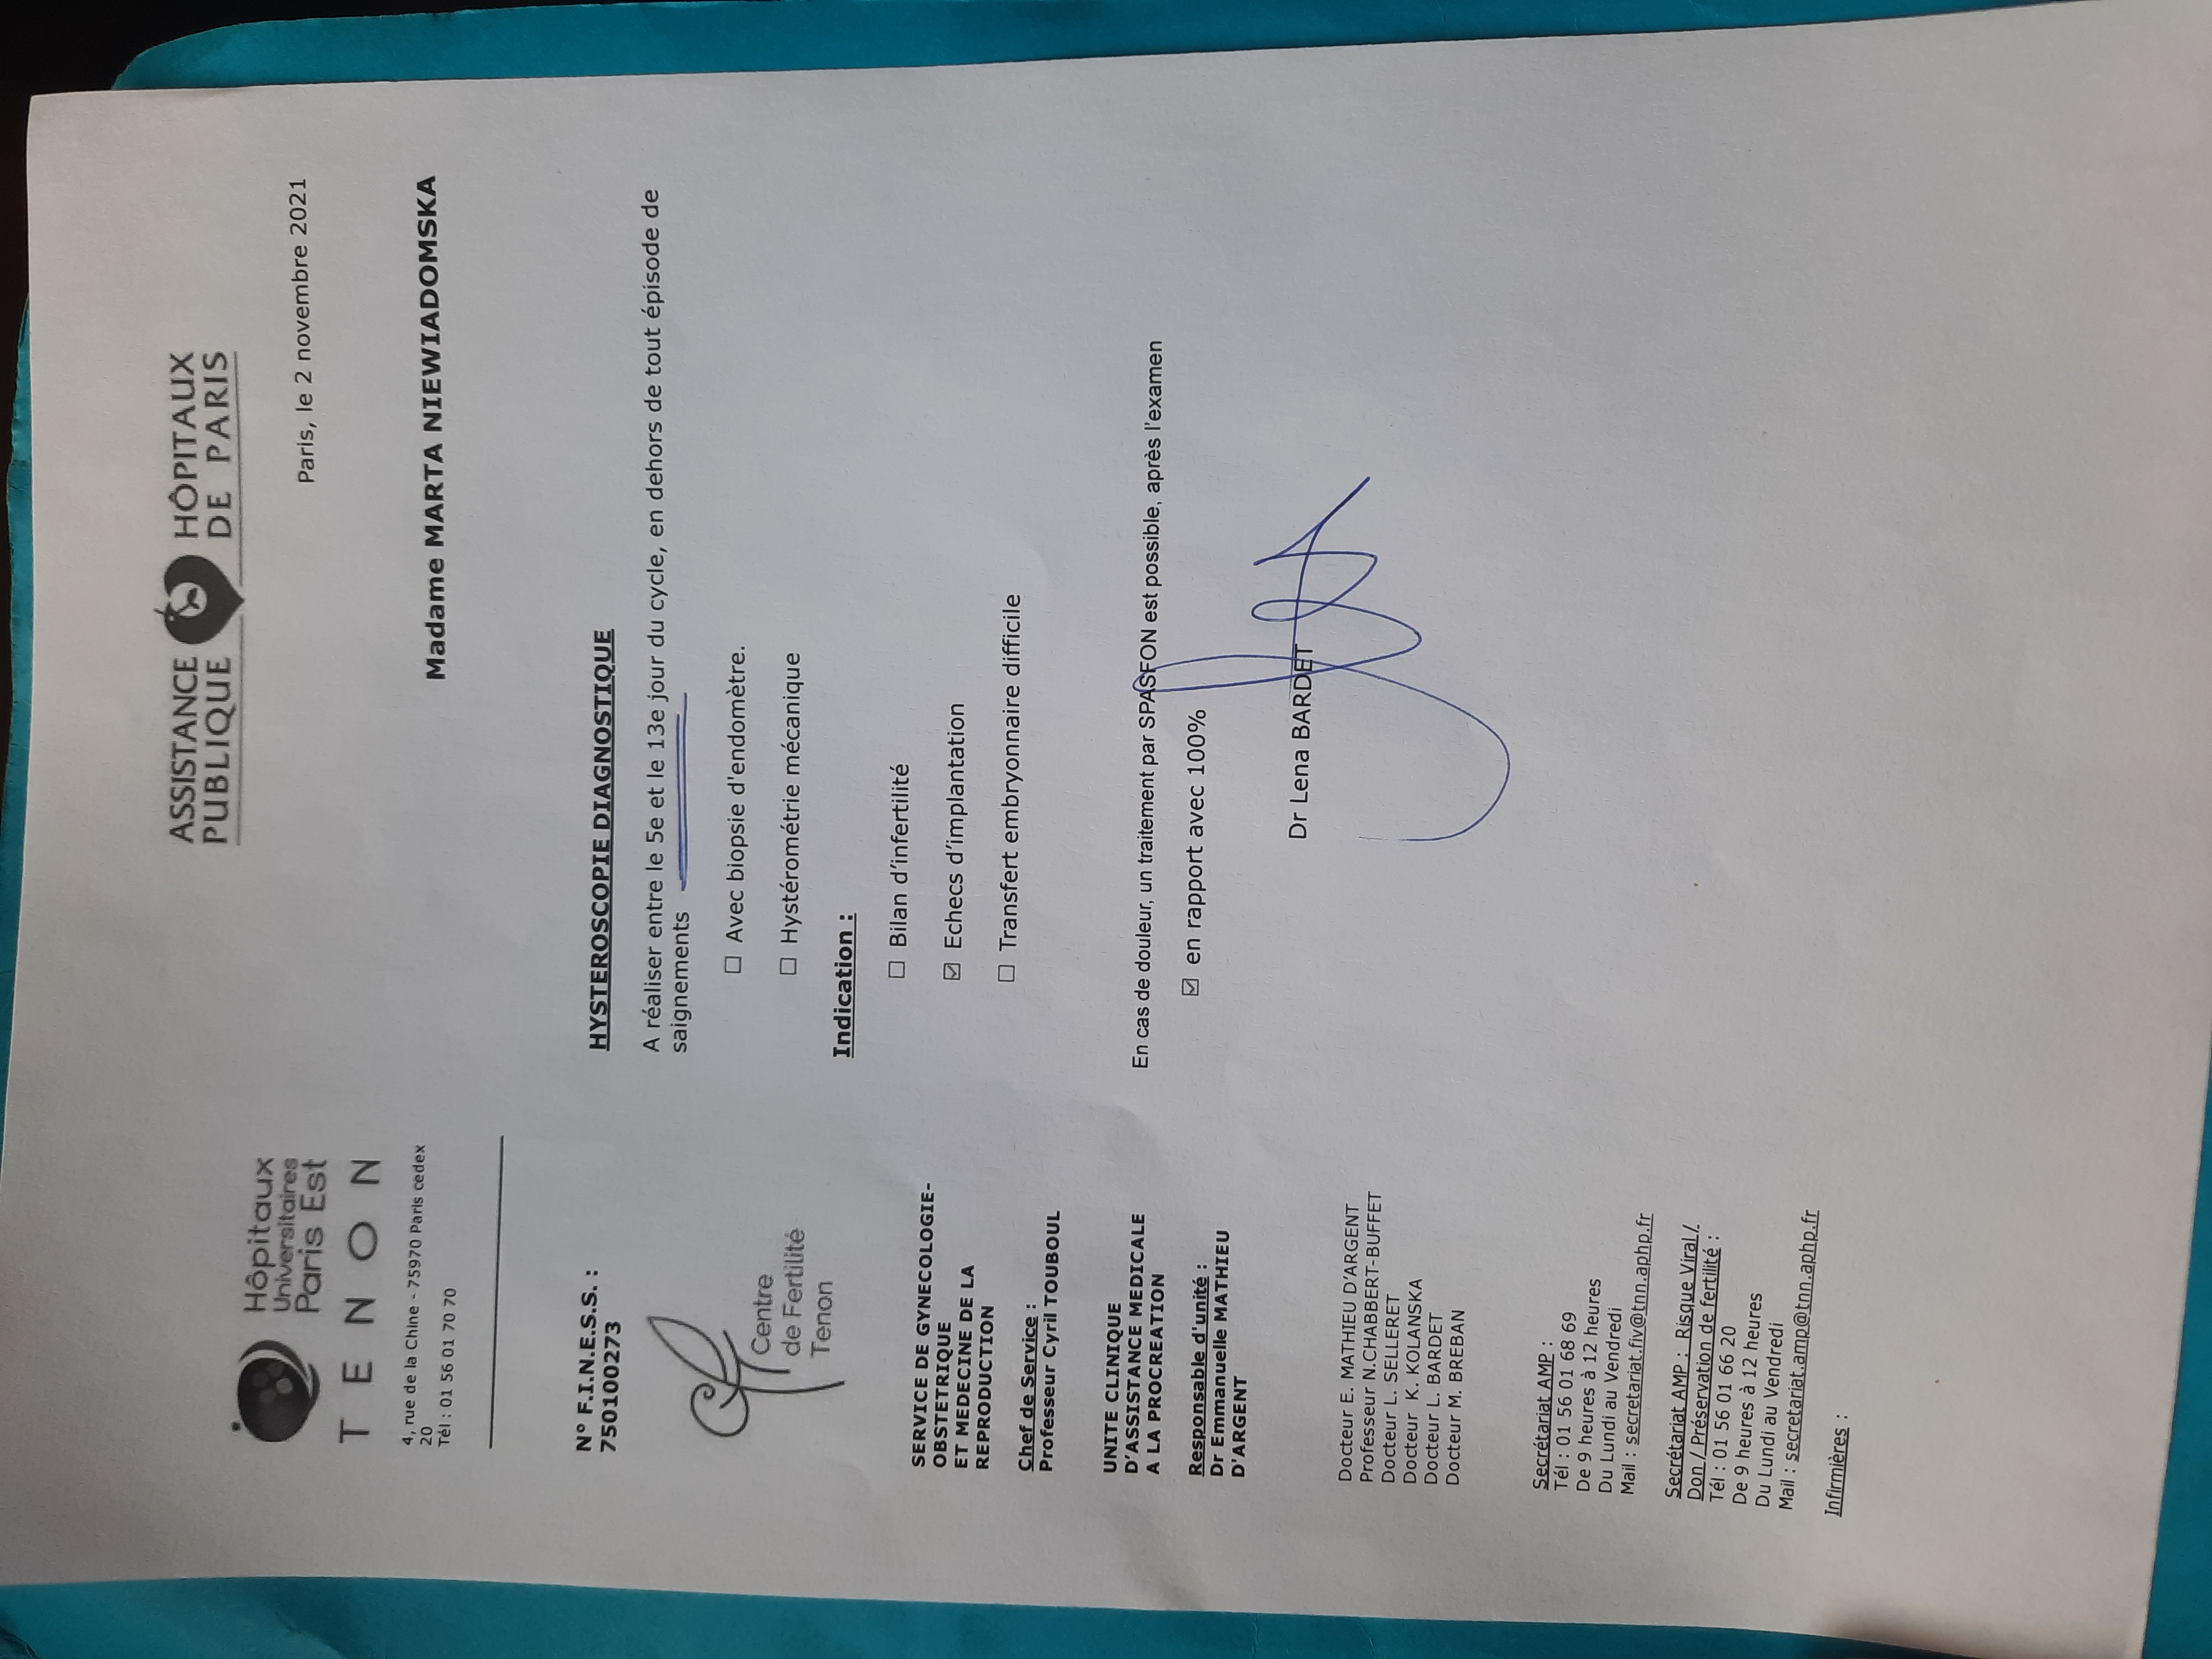 ASSISTANCE PUBLIQUE HÔPITAUX DE PARIS
Hôpitaux
Universitaires
Paris Est
TENON
4, rue de la Chine - 75970 Paris cedex
20
Tél : 01 56 01 70 70
Paris, le 2 novembre 2021
Madame MARTA NIEWIADOMSKA
N° F.I.N.E.S.S. :
750100273
Centre
de Fertilité
Tenon
SERVICE DE GYNECOLOGIE-
OBSTETRIQUE
ET MEDECINE DE LA
REPRODUCTION
Chef de Service :
Professeur Cyril TOUBOUL
UNITE CLINIQUE
D'ASSISTANCE MEDICALE
A LA PROCREATION
Responsable d'unité :
Dr Emmanuelle MATHIEU
D'ARGENT
Docteur E. MATHIEU D'ARGENT
Professeur N.CHABBERT-BUFFET
Docteur L. SELLERET
Docteur K. KOLANSKA
Docteur L. BARDET
Docteur M. BREBAN
Secrétariat AMP :
Tél : 01 56 01 68 69
De 9 heures à 12 heures
Du Lundi au Vendredi
Mail : secretariat.fiv@tnn.aphp.fr
Secrétariat AMP : Risque Viral /
Don / Préservation de fertilité :
Tél : 01 56 01 66 20
De 9 heures à 12 heures
Du Lundi au Vendredi
Mail : secretariat.amp@tnn.aphp.fr
Infirmières :
HYSTEROSCOPIE DIAGNOSTIQUE
A réaliser entre le 5e et le 13e jour du cycle, en dehors de tout épisode de
saignements
☐ Avec biopsie d'endomètre.
☐ Hystérométrie mécanique
Indication :
☐ Bilan d'infertilité
☑ Echecs d'implantation
☐ Transfert embryonnaire difficile
En cas de douleur, un traitement par SPASFON est possible, après l'examen
☑ en rapport avec 100%
Dr Lena BARDET